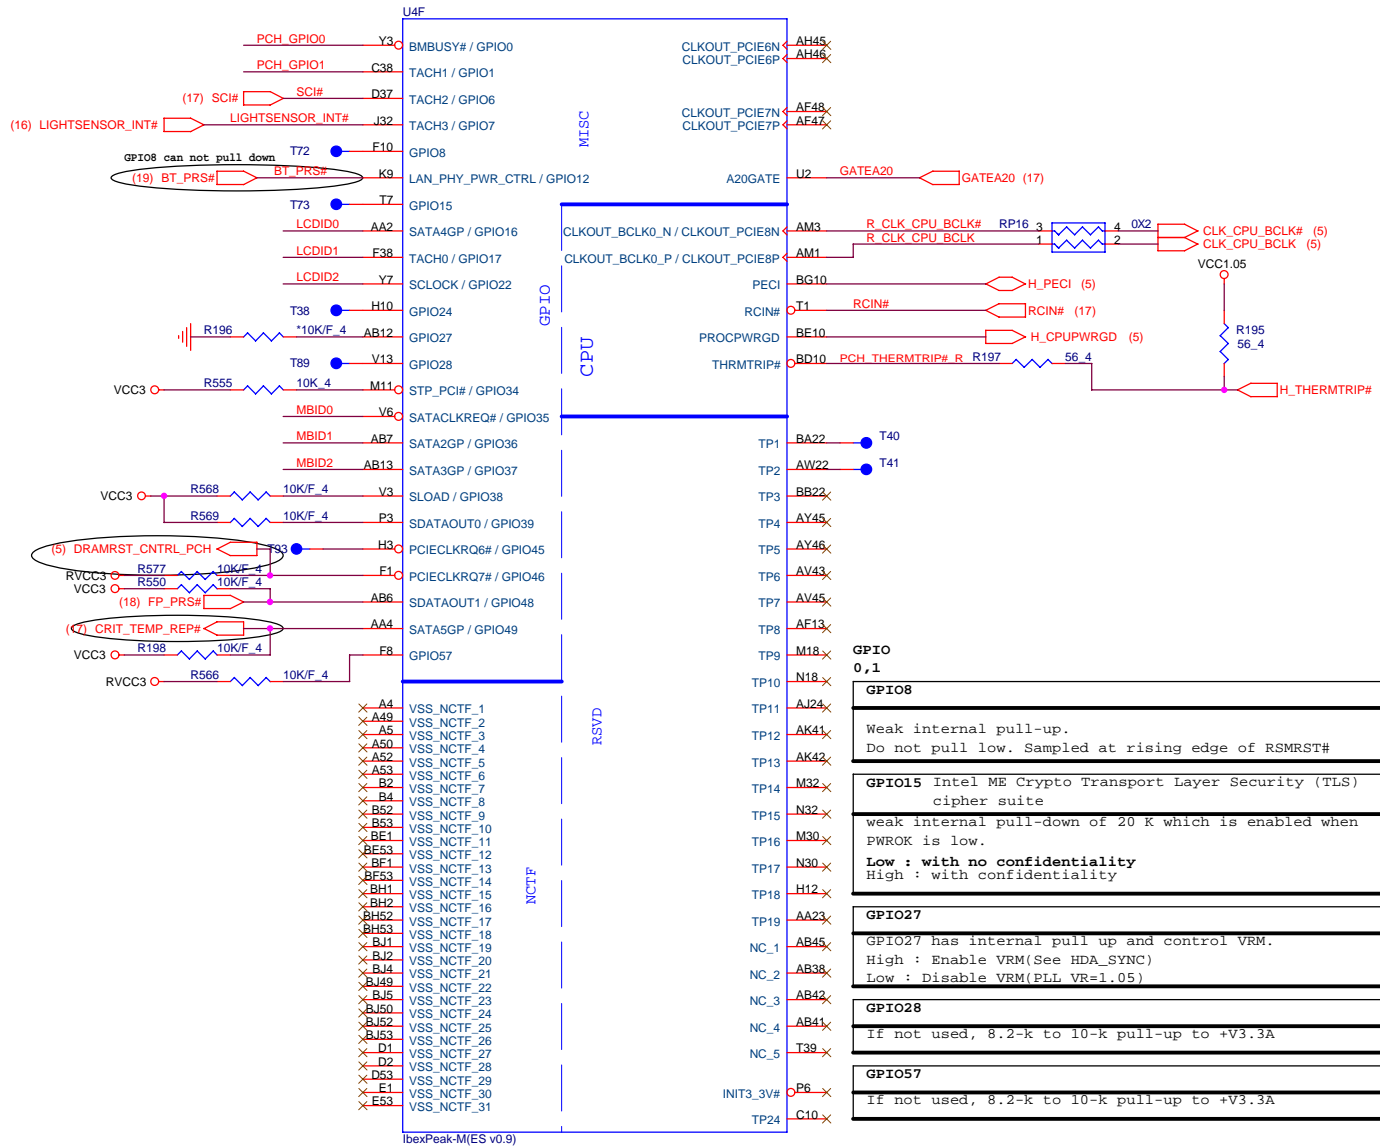 U4F
PCH_GPIO0 Y3 BMBUSY# / GPIO0
PCH_GPIO1 C38 TACH1 / GPIO1
(17) SCI# SCI# D37 TACH2 / GPIO6
(16) LIGHTSENSOR_INT# LIGHTSENSOR_INT# J32 TACH3 / GPIO7
T72 F10 GPIO8
GPIO8 can not pull down
(19) BT_PRS# BT_PRS# K9 LAN_PHY_PWR_CTRL / GPIO12
T73 T7 GPIO15
LCDID0 AA2 SATA4GP / GPIO16
LCDID1 F38 TACH0 / GPIO17
LCDID2 Y7 SCLOCK / GPIO22
T38 H10 GPIO24
R196 *10K/F_4 AB12 GPIO27
T89 V13 GPIO28
VCC3 R555 10K_4 M11 STP_PCI# / GPIO34
MBID0 V6 SATACLKREQ# / GPIO35
MBID1 AB7 SATA2GP / GPIO36
MBID2 AB13 SATA3GP / GPIO37
VCC3 R568 10K/F_4 V3 SLOAD / GPIO38
R569 10K/F_4 P3 SDATAOUT0 / GPIO39
(5) DRAMRST_CNTRL_PCH T93 H3 PCIECLKRQ6# / GPIO45
RVCC3 R577 10K/F_4 F1 PCIECLKRQ7# / GPIO46
VCC3 R550 10K/F_4
(18) FP_PRS# AB6 SDATAOUT1 / GPIO48
(17) CRIT_TEMP_REP# AA4 SATA5GP / GPIO49
VCC3 R198 10K/F_4 F8 GPIO57
RVCC3 R566 10K/F_4
A4 VSS_NCTF_1
A49 VSS_NCTF_2
A5 VSS_NCTF_3
A50 VSS_NCTF_4
A52 VSS_NCTF_5
A53 VSS_NCTF_6
B2 VSS_NCTF_7
B4 VSS_NCTF_8
B52 VSS_NCTF_9
B53 VSS_NCTF_10
BE1 VSS_NCTF_11
BE53 VSS_NCTF_12
BF1 VSS_NCTF_13
BF53 VSS_NCTF_14
BH1 VSS_NCTF_15
BH2 VSS_NCTF_16
BH52 VSS_NCTF_17
BH53 VSS_NCTF_18
BJ1 VSS_NCTF_19
BJ2 VSS_NCTF_20
BJ4 VSS_NCTF_21
BJ49 VSS_NCTF_22
BJ5 VSS_NCTF_23
BJ50 VSS_NCTF_24
BJ52 VSS_NCTF_25
BJ53 VSS_NCTF_26
D1 VSS_NCTF_27
D2 VSS_NCTF_28
D53 VSS_NCTF_29
E1 VSS_NCTF_30
E53 VSS_NCTF_31
IbexPeak-M(ES v0.9)
MISC
GPIO
CPU
RSVD
NCTF
CLKOUT_PCIE6N AH45
CLKOUT_PCIE6P AH46
CLKOUT_PCIE7N AF48
CLKOUT_PCIE7P AF47
A20GATE U2 GATEA20 GATEA20 (17)
CLKOUT_BCLK0_N / CLKOUT_PCIE8N AM3 R_CLK_CPU_BCLK# RP16 3 4 0X2 CLK_CPU_BCLK# (5)
CLKOUT_BCLK0_P / CLKOUT_PCIE8P AM1 R_CLK_CPU_BCLK 1 2 CLK_CPU_BCLK (5)
VCC1.05
PECI BG10 H_PECI (5)
RCIN# T1 RCIN# RCIN# (17)
PROCPWRGD BE10 H_CPUPWRGD (5)
R195
56_4
THRMTRIP# BD10 PCH_THERMTRIP#_R R197 56_4
H_THERMTRIP#
TP1 BA22 T40
TP2 AW22 T41
TP3 BB22
TP4 AY45
TP5 AY46
TP6 AV43
TP7 AV45
TP8 AF13
TP9 M18
TP10 N18
TP11 AJ24
TP12 AK41
TP13 AK42
TP14 M32
TP15 N32
TP16 M30
TP17 N30
TP18 H12
TP19 AA23
NC_1 AB45
NC_2 AB38
NC_3 AB42
NC_4 AB41
NC_5 T39
INIT3_3V# P6
TP24 C10
GPIO
0,1
GPIO8
Weak internal pull-up.
Do not pull low. Sampled at rising edge of RSMRST#
GPIO15 Intel ME Crypto Transport Layer Security (TLS)
cipher suite
weak internal pull-down of 20 K which is enabled when
PWROK is low.
Low : with no confidentiality
High : with confidentiality
GPIO27
GPIO27 has internal pull up and control VRM.
High : Enable VRM(See HDA_SYNC)
Low : Disable VRM(PLL VR=1.05)
GPIO28
If not used, 8.2-k to 10-k pull-up to +V3.3A
GPIO57
If not used, 8.2-k to 10-k pull-up to +V3.3A